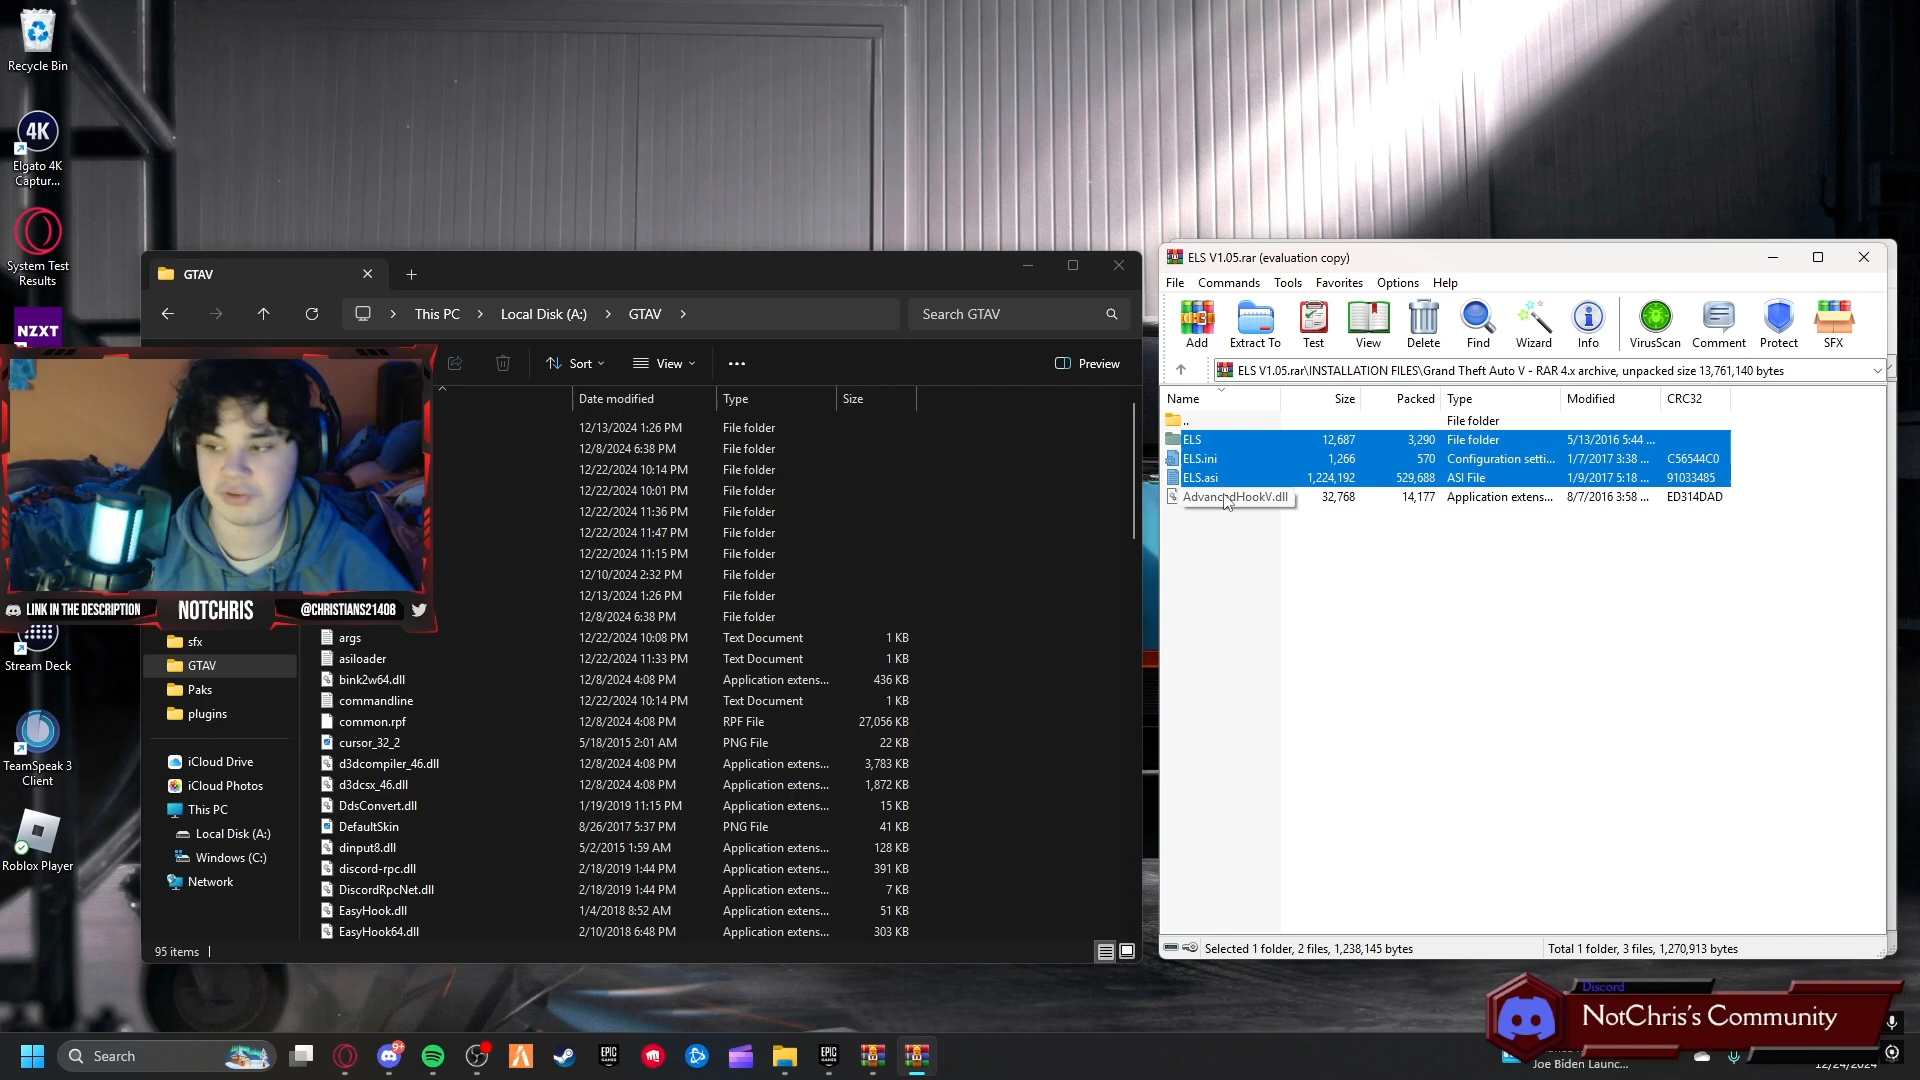 Recycle Bin
4K
Elgato 4K
Captur...
System Test
Results
NZXT
LINK IN THE DESCRIPTION
NOTCHRIS
@CHRISTIANS21408
Stream Deck
TeamSpeak 3
Client
Roblox Player
GTAV
This PC
Local Disk (A:)
GTAV
Search GTAV
Sort
View
Preview
Date modified
Type
Size
12/13/2024 1:26 PM File folder
12/8/2024 6:38 PM File folder
12/22/2024 10:14 PM File folder
12/22/2024 10:01 PM File folder
12/22/2024 11:36 PM File folder
12/22/2024 11:47 PM File folder
12/22/2024 11:15 PM File folder
12/10/2024 2:32 PM File folder
12/13/2024 1:26 PM File folder
12/8/2024 6:38 PM File folder
args 12/22/2024 10:08 PM Text Document 1 KB
asiloader 12/22/2024 11:33 PM Text Document 1 KB
bink2w64.dll 12/8/2024 4:08 PM Application extens... 436 KB
commandline 12/22/2024 10:14 PM Text Document 1 KB
common.rpf 12/8/2024 4:08 PM RPF File 27,056 KB
cursor_32_2 5/18/2015 2:01 AM PNG File 22 KB
d3dcompiler_46.dll 12/8/2024 4:08 PM Application extens... 3,783 KB
d3dcsx_46.dll 12/8/2024 4:08 PM Application extens... 1,872 KB
DdsConvert.dll 1/19/2019 11:15 PM Application extens... 15 KB
DefaultSkin 8/26/2017 5:37 PM PNG File 41 KB
dinput8.dll 5/2/2015 1:59 AM Application extens... 128 KB
discord-rpc.dll 2/18/2019 1:44 PM Application extens... 391 KB
DiscordRpcNet.dll 2/18/2019 1:44 PM Application extens... 7 KB
EasyHook.dll 1/4/2018 8:52 AM Application extens... 51 KB
EasyHook64.dll 2/10/2018 6:48 PM Application extens... 303 KB
sfx
GTAV
Paks
plugins
iCloud Drive
iCloud Photos
This PC
Local Disk (A:)
Windows (C:)
Network
95 items
ELS V1.05.rar (evaluation copy)
File Commands Tools Favorites Options Help
Add Extract To Test View Delete Find Wizard Info VirusScan Comment Protect SFX
ELS V1.05.rar\INSTALLATION FILES\Grand Theft Auto V - RAR 4.x archive, unpacked size 13,761,140 bytes
Name Size Packed Type Modified CRC32
.. File folder
ELS 12,687 3,290 File folder 5/13/2016 5:44 ...
ELS.ini 1,266 570 Configuration setti... 1/7/2017 3:38 ... C56544C0
ELS.asi 1,224,192 529,688 ASI File 1/9/2017 5:18 ... 91033485
AdvancedHookV.dll 32,768 14,177 Application extens... 8/7/2016 3:58 ... ED314DAD
Selected 1 folder, 2 files, 1,238,145 bytes
Total 1 folder, 3 files, 1,270,913 bytes
Discord
NotChris's Community
Search
9+
EPIC
GAMES
EPIC
GAMES
Joe Biden Launc...
12/24/2024